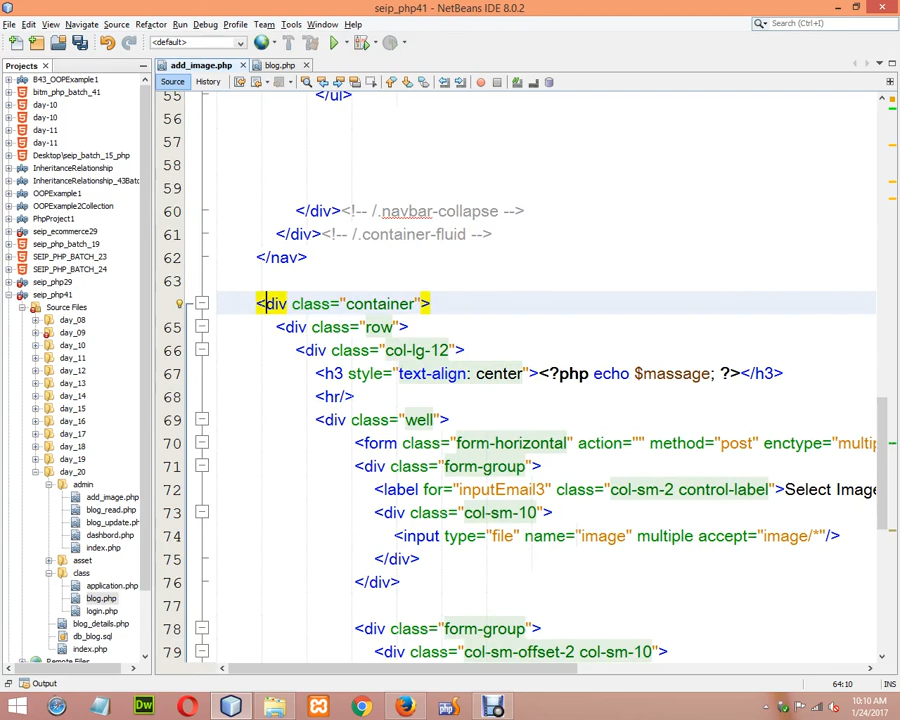 seip_php41 - NetBeans IDE 8.0.2
File Edit View Navigate Source Refactor Run Debug Profile Team Tools Window Help
Search (Ctrl+I)
<default>
Projects
add_image.php
blog.php
Source History
B43_OOPExample1
bitm_php_batch_41
day-10
day-10
day-11
day-11
Desktop\seip_batch_15_php
InheritanceRelationship
InheritanceRelationship_43Batc
OOPExample1
OOPExample2Collection
PhpProject1
seip_ecommerce29
seip_php_batch_19
SEIP_PHP_BATCH_23
SEIP_PHP_BATCH_24
seip_php29
seip_php41
Source Files
day_08
day_09
day_10
day_11
day_12
day_13
day_14
day_15
day_16
day_17
day_18
day_19
day_20
admin
add_image.php
blog_read.php
blog_update.ph
dashbord.php
index.php
asset
class
application.php
blog.php
login.php
blog_details.php
db_blog.sql
index.php
Remote Files
55 </ul>
56
57
58
59
60 </div><!-- /.navbar-collapse -->
61 </div><!-- /.container-fluid -->
62 </nav>
63
<div class="container">
65 <div class="row">
66 <div class="col-lg-12">
67 <h3 style="text-align: center"><?php echo $massage; ?></h3>
68 <hr/>
69 <div class="well">
70 <form class="form-horizontal" action="" method="post" enctype="multip
71 <div class="form-group">
72 <label for="inputEmail3" class="col-sm-2 control-label">Select Image
73 <div class="col-sm-10">
74 <input type="file" name="image" multiple accept="image/*"/>
75 </div>
76 </div>
77
78 <div class="form-group">
79 <div class="col-sm-offset-2 col-sm-10">
Output
64:10 INS
Dw
10:10 AM
1/24/2017